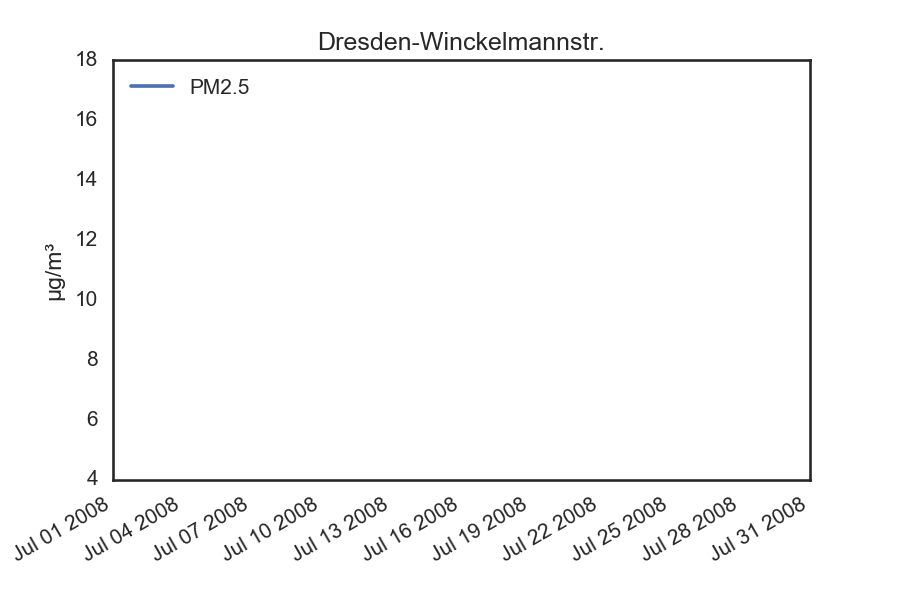 Dresden-Winckelmannstr.
18
PM2.5
16
14
12
µg/m³
10
8
6
4
Jul 01 2008
Jul 04 2008
Jul 07 2008
Jul 10 2008
Jul 13 2008
Jul 16 2008
Jul 19 2008
Jul 22 2008
Jul 25 2008
Jul 28 2008
Jul 31 2008